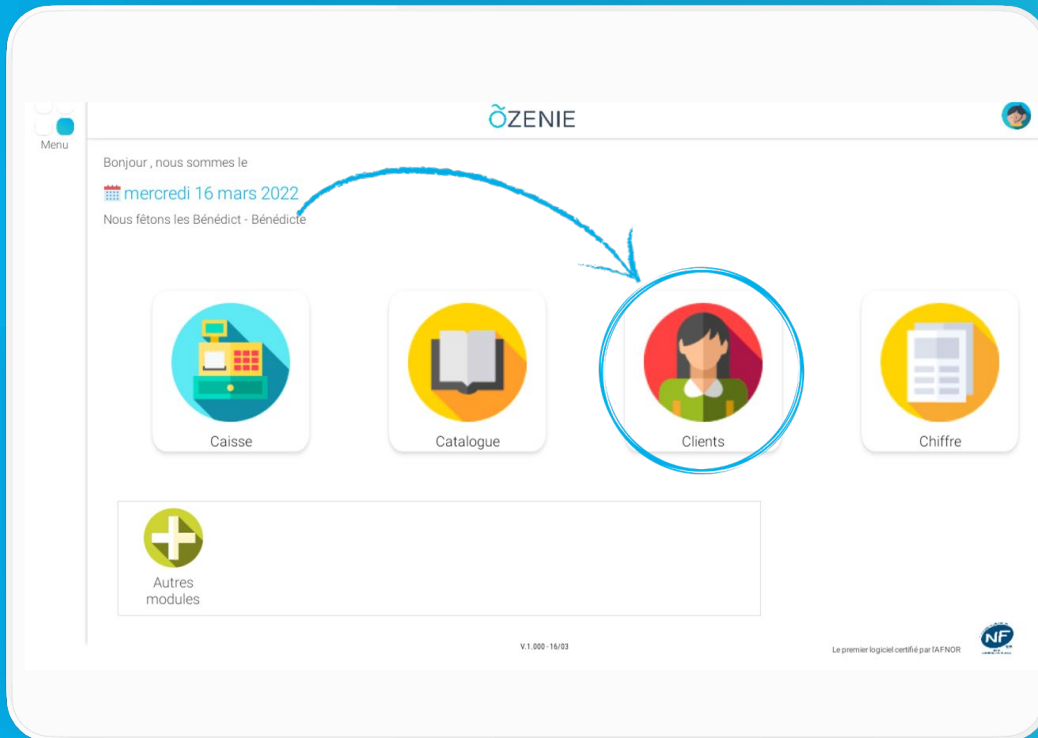 ÕZENIE
Menu
Bonjour , nous sommes le
mercredi 16 mars 2022
Nous fêtons les Bénédict - Bénédicte
Caisse
Catalogue
Clients
Chiffre
Autres
modules
V.1.000 - 16/03
Le premier logiciel certifié par l'AFNOR
NF